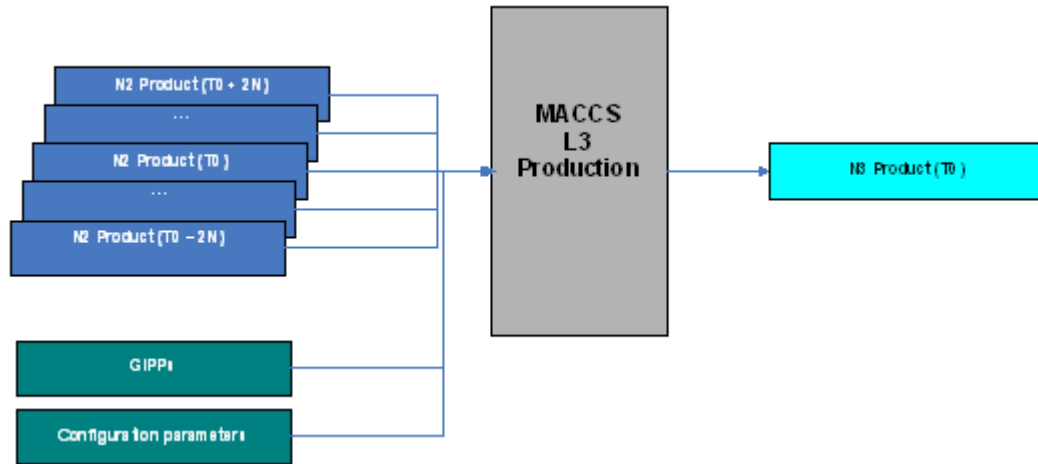 N2 Product (T0 + 2N)
...
N2 Product (T0)
...
N2 Product (T0 – 2N)
GIPPs
Configuration parameters
MACCS
L3
Production
N3 Product (T0)